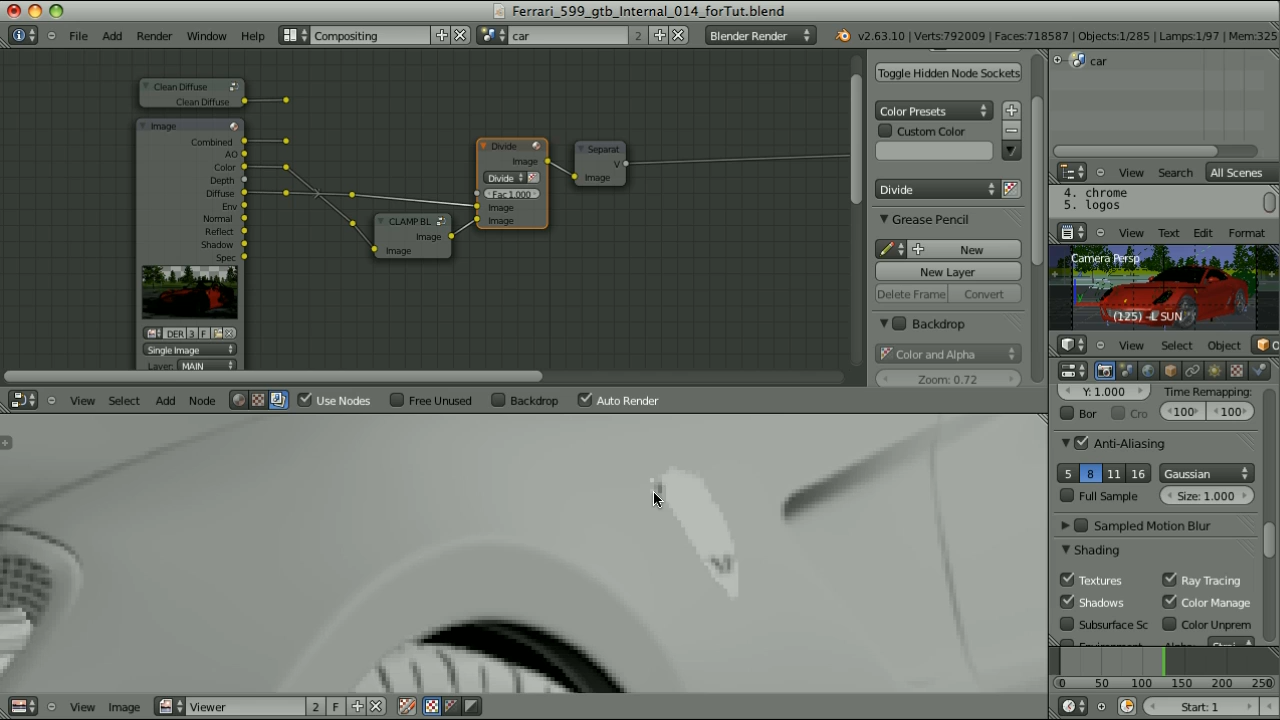 Ferrari_599_gtb_Internal_014_forTut.blend
File Add Render Window Help Compositing car 2 Blender Render v2.63.10 | Verts:792009 | Faces:718587 | Objects:1/285 | Lamps:1/97 | Mem:325
Clean Diffuse
Clean Diffuse
Image
Combined
AO
Color
Depth
Diffuse
Env
Normal
Reflect
Shadow
Spec
DER 3 F
Single Image
Layer: MAIN
CLAMP BL
Image
Image
Divide
Image
Divide
Fac 1.000
Image
Image
Separat
V
Image
Toggle Hidden Node Sockets
Color Presets
Custom Color
Divide
Grease Pencil
New
New Layer
Delete Frame Convert
Backdrop
Color and Alpha
Zoom: 0.72
car
View Search All Scenes
4. chrome
5. logos
View Text Edit Format
Camera Persp
(125) -L SUN
View Select Object
Y: 1.000 Time Remapping:
Bor Cro 100 100
Anti-Aliasing
5 8 11 16 Gaussian
Full Sample Size: 1.000
Sampled Motion Blur
Shading
Textures Ray Tracing
Shadows Color Manage
Subsurface Sc Color Unprem
0 50 100 150 200 250
Start: 1
View Select Add Node Use Nodes Free Unused Backdrop Auto Render
View Image Viewer 2 F